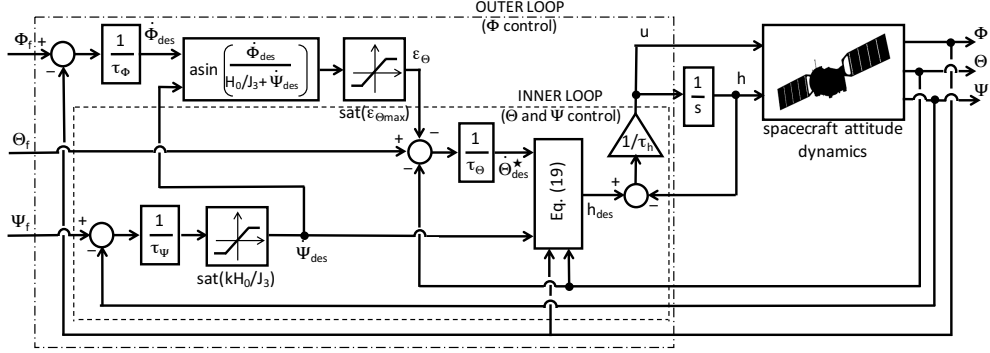 OUTER LOOP
(Φ control)
Φf
+
−
1
τΦ
Φ̇des
asin ( Φ̇des
H0/J3+Ψ̇des )
εΘ
sat(εΘmax)
INNER LOOP
(Θ and Ψ control)
u
1
s
h
spacecraft attitude
dynamics
Φ
Θ
Ψ
Θf
+
−
−
1
τΘ
Θ̇★des
Eq. (19)
1/τh
hdes
+
−
Ψf
+
−
1
τΨ
sat(kH0/J3)
Ψ̇des